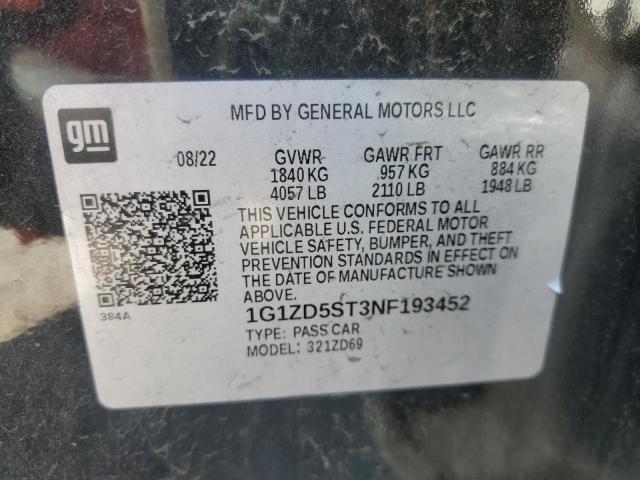 gm
MFD BY GENERAL MOTORS LLC
08/22 GVWR GAWR FRT GAWR RR
1840 KG 957 KG 884 KG
4057 LB 2110 LB 1948 LB
THIS VEHICLE CONFORMS TO ALL
APPLICABLE U.S. FEDERAL MOTOR
VEHICLE SAFETY, BUMPER, AND THEFT
PREVENTION STANDARDS IN EFFECT ON
THE DATE OF MANUFACTURE SHOWN
ABOVE.
384A
1G1ZD5ST3NF193452
TYPE: PASS CAR
MODEL: 321ZD69